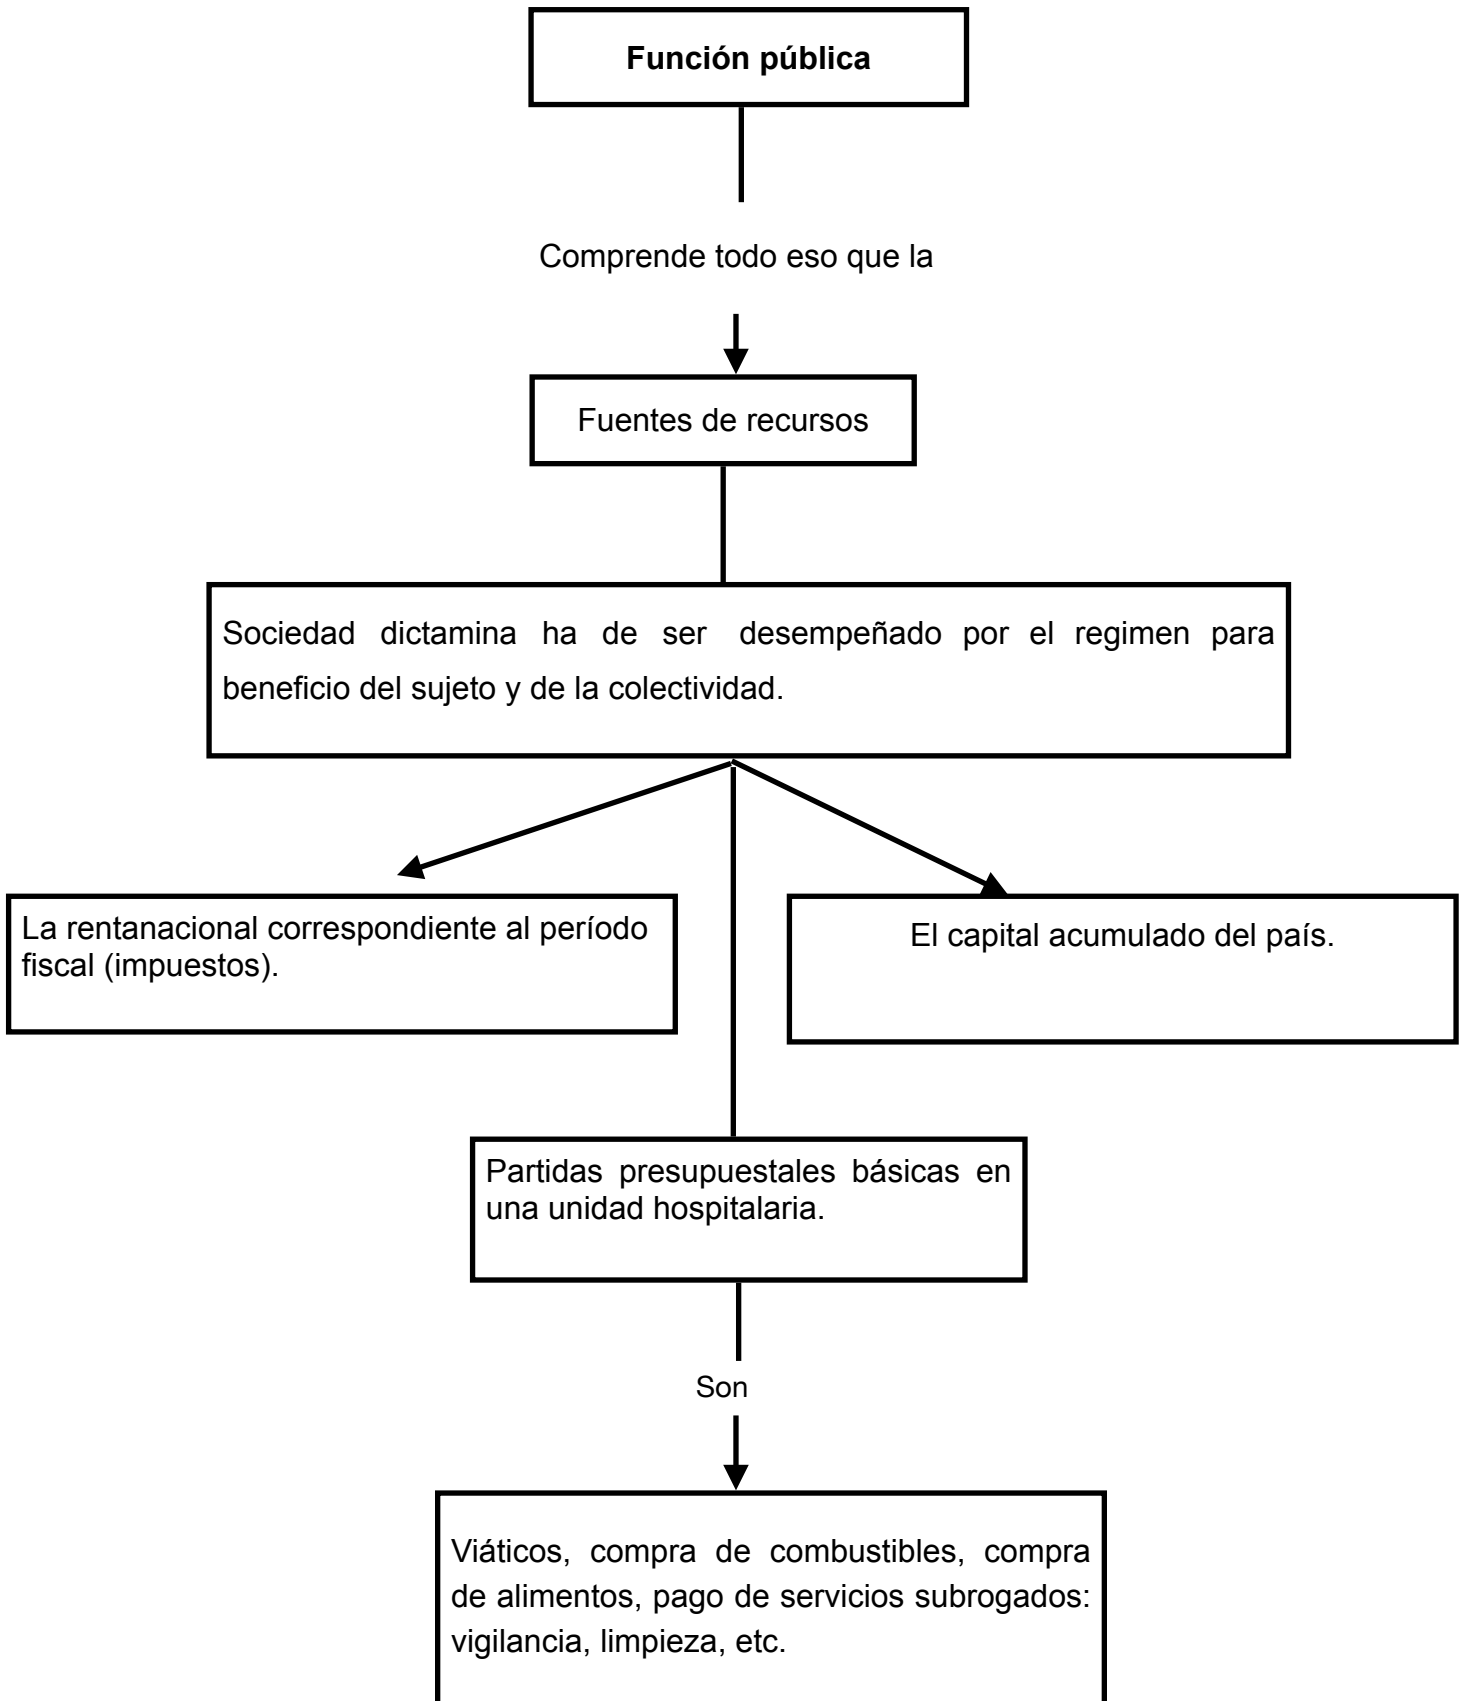 Función pública
Comprende todo eso que la
Fuentes de recursos
Sociedad dictamina ha de ser desempeñado por el regimen para
beneficio del sujeto y de la colectividad.
La rentanacional correspondiente al período
fiscal (impuestos).
El capital acumulado del país.
Partidas presupuestales básicas en
una unidad hospitalaria.
Son
Viáticos, compra de combustibles, compra
de alimentos, pago de servicios subrogados:
vigilancia, limpieza, etc.